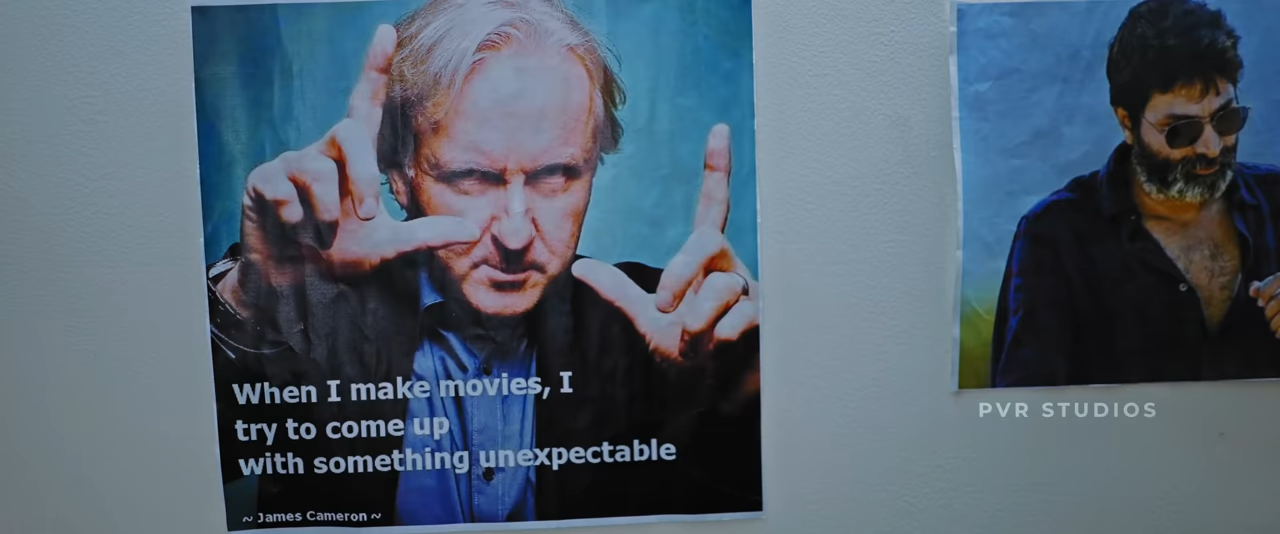 When I make movies, I
try to come up
with something unexpectable
~ James Cameron ~
PVR STUDIOS